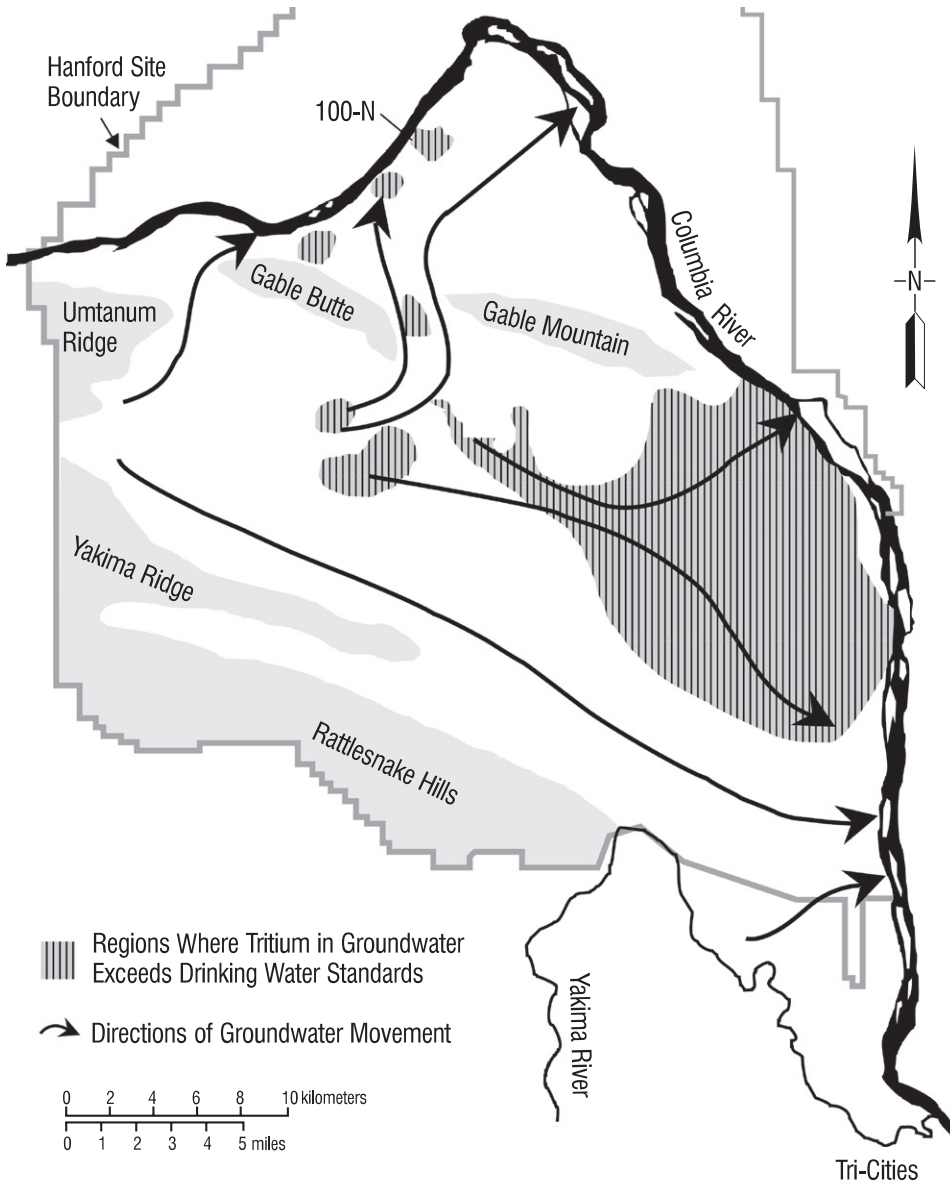 Hanford Site
Boundary
100-N
Columbia River
N
Umtanum
Ridge
Gable Butte
Gable Mountain
Yakima Ridge
Rattlesnake Hills
Regions Where Tritium in Groundwater
Exceeds Drinking Water Standards
Directions of Groundwater Movement
Yakima River
0 2 4 6 8 10 kilometers
0 1 2 3 4 5 miles
Tri-Cities